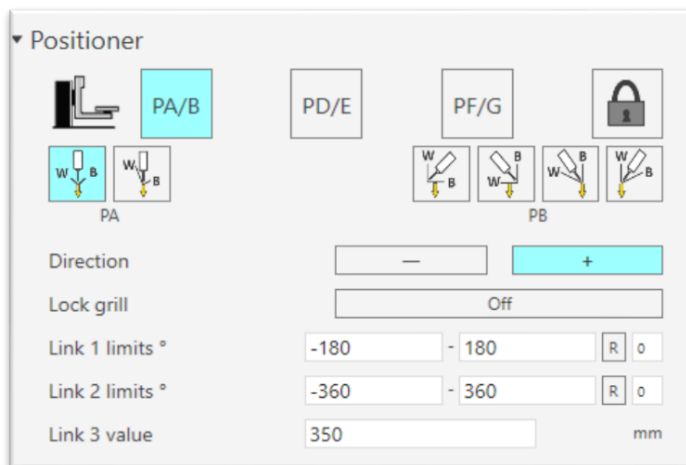 Positioner
PA/B PD/E PF/G
W B W B W B W B W B W B
PA PB
Direction — +
Lock grill Off
Link 1 limits ° -180 - 180 R 0
Link 2 limits ° -360 - 360 R 0
Link 3 value 350 mm